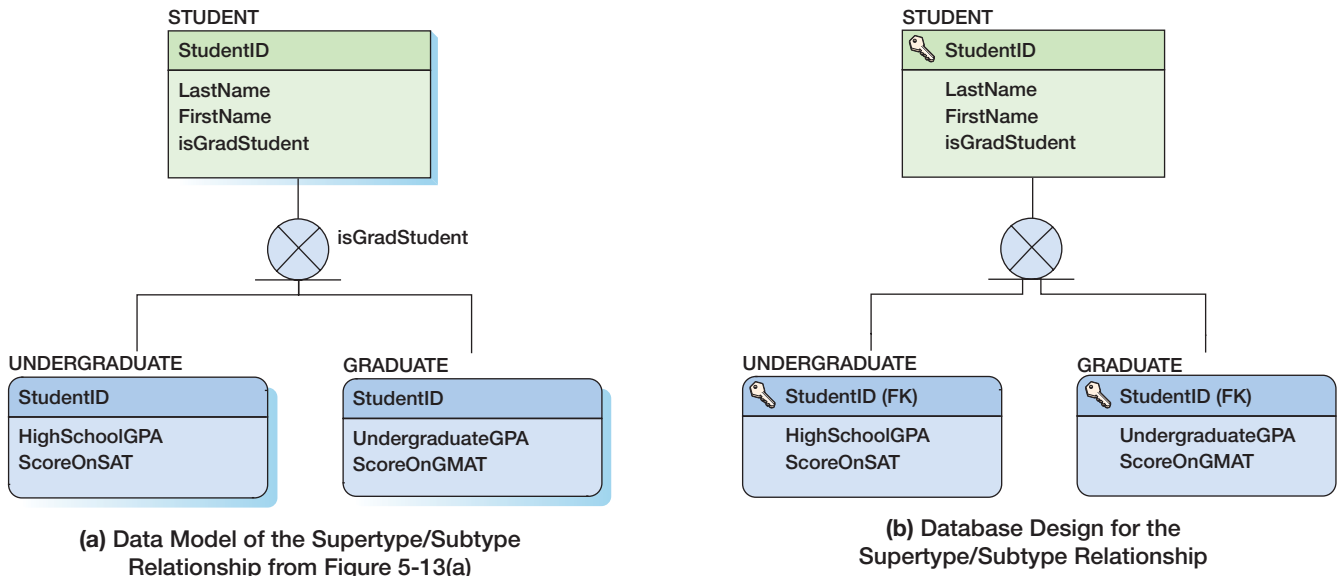 STUDENT
StudentID
LastName
FirstName
isGradStudent
isGradStudent
UNDERGRADUATE
StudentID
HighSchoolGPA
ScoreOnSAT
GRADUATE
StudentID
UndergraduateGPA
ScoreOnGMAT
(a) Data Model of the Supertype/Subtype
Relationship from Figure 5-13(a)
STUDENT
StudentID
LastName
FirstName
isGradStudent
UNDERGRADUATE
StudentID (FK)
HighSchoolGPA
ScoreOnSAT
GRADUATE
StudentID (FK)
UndergraduateGPA
ScoreOnGMAT
(b) Database Design for the
Supertype/Subtype Relationship